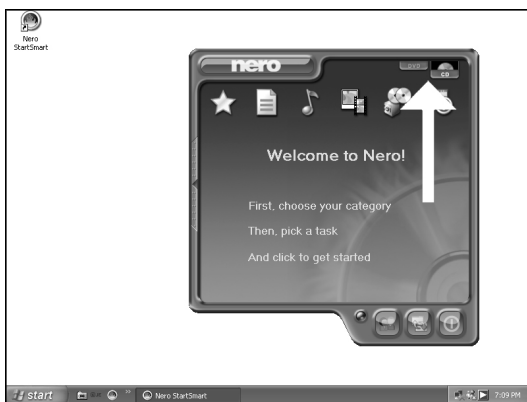 Nero
StartSmart
nero
DVD
CD
Welcome to Nero!
First, choose your category
Then, pick a task
And click to get started
start
Nero StartSmart
7:09 PM